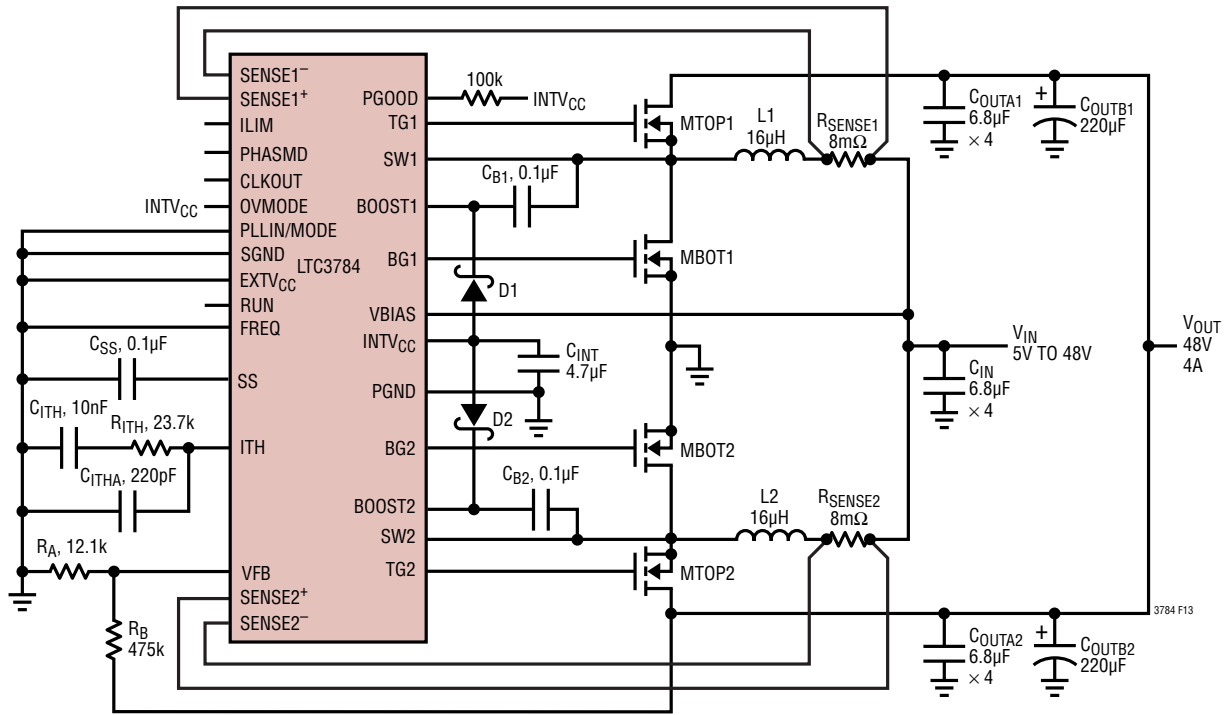 SENSE1–
SENSE1+
ILIM
PHASMD
CLKOUT
INTVCC
OVMODE
PLLIN/MODE
SGND
LTC3784
EXTVCC
RUN
FREQ
CSS, 0.1µF
SS
CITH, 10nF
RITH, 23.7k
ITH
CITHA, 220pF
RA, 12.1k
VFB
SENSE2+
SENSE2–
RB
475k
PGOOD
100k
INTVCC
TG1
SW1
CB1, 0.1µF
BOOST1
BG1
D1
VBIAS
INTVCC
CINT
4.7µF
PGND
D2
BG2
CB2, 0.1µF
BOOST2
SW2
TG2
MTOP1
L1
16µH
RSENSE1
8mΩ
MBOT1
MBOT2
L2
16µH
RSENSE2
8mΩ
MTOP2
COUTA1
6.8µF
× 4
+
COUTB1
220µF
VIN
5V TO 48V
CIN
6.8µF
× 4
VOUT
48V
4A
3784 F13
COUTA2
6.8µF
× 4
+
COUTB2
220µF